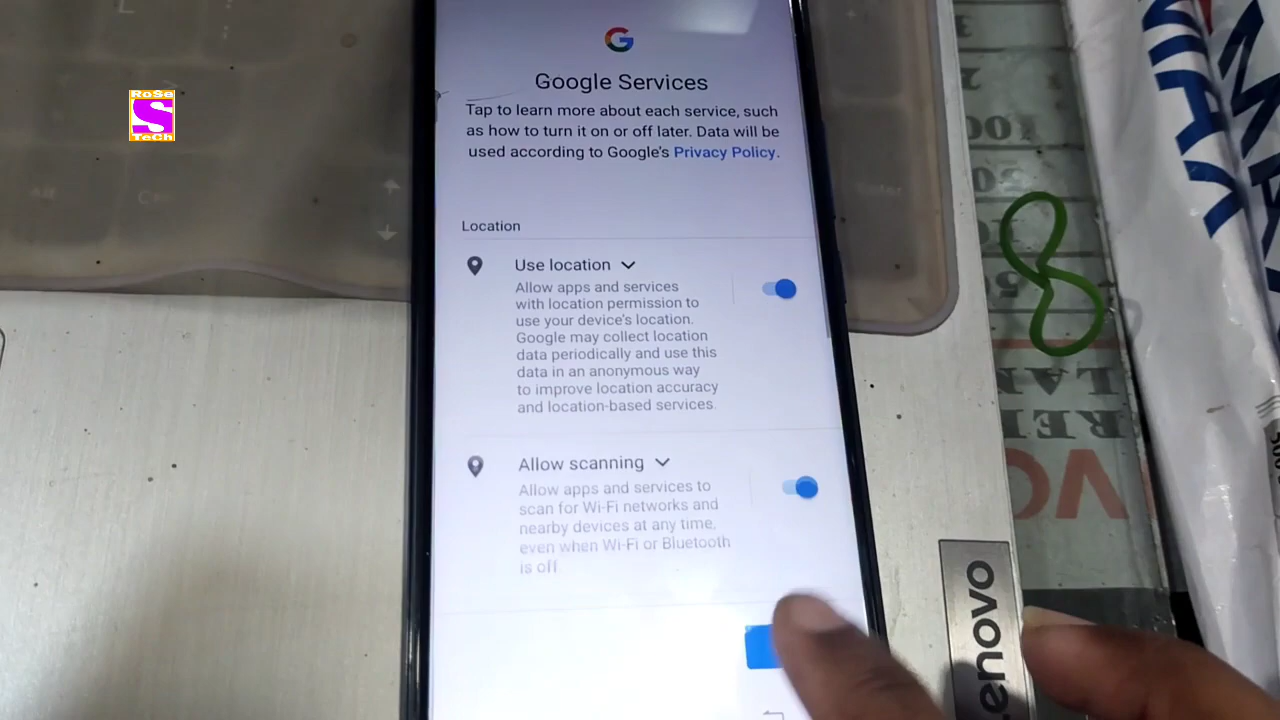 RoSe
S
TeCh
G
Google Services
Tap to learn more about each service, such
as how to turn it on or off later. Data will be
used according to Google's Privacy Policy.
Location
Use location
Allow apps and services
with location permission to
use your device's location.
Google may collect location
data periodically and use this
data in an anonymous way
to improve location accuracy
and location-based services.
Allow scanning
Allow apps and services to
scan for Wi-Fi networks and
nearby devices at any time,
even when Wi-Fi or Bluetooth
is off.
L
Alt
Ctrl
Enter
enovo